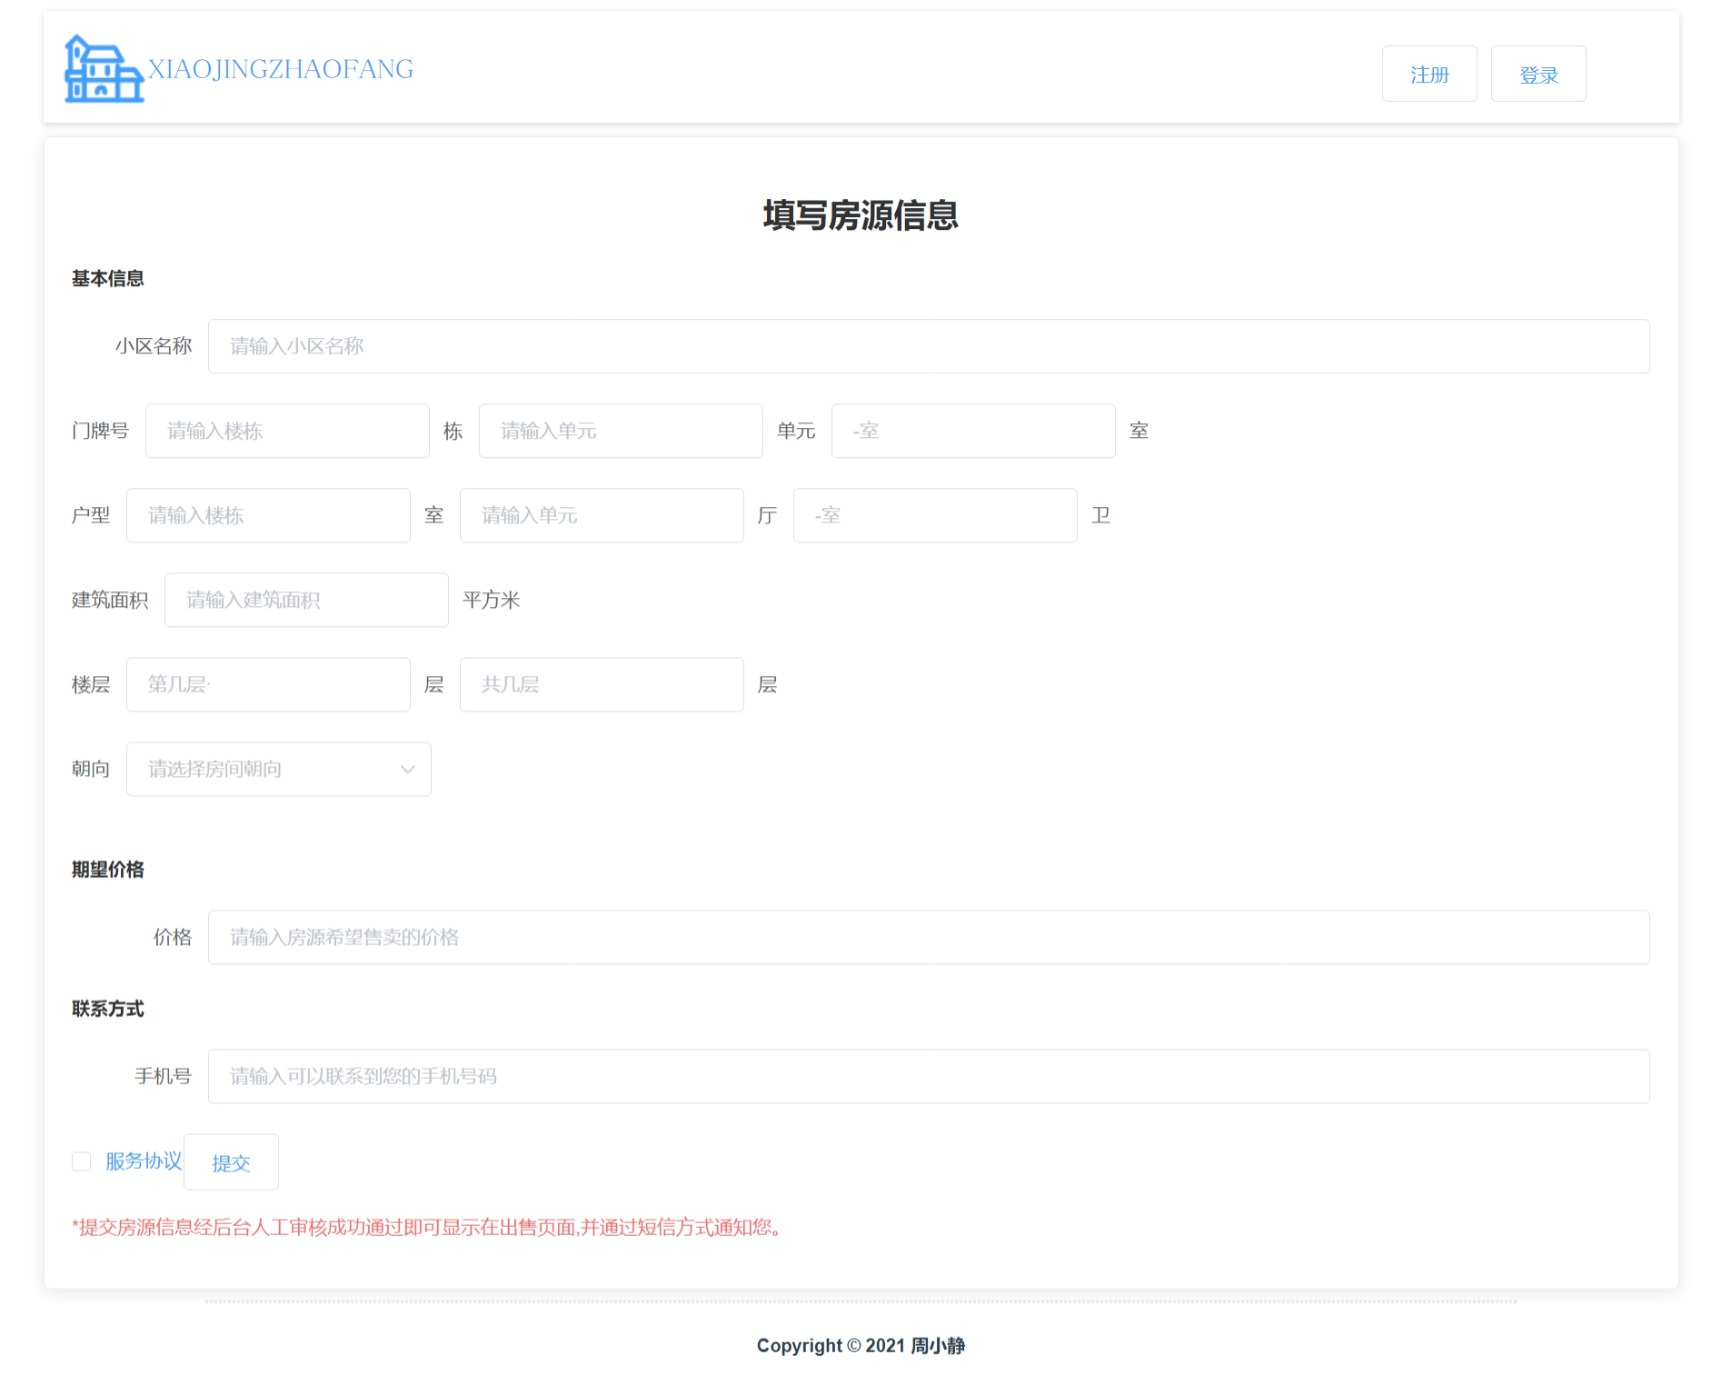 XIAOJINGZHAOFANG
注册 登录
填写房源信息
基本信息
小区名称 请输入小区名称
门牌号 请输入楼栋 栋 请输入单元 单元 -室 室
户型 请输入楼栋 室 请输入单元 厅 -室 卫
建筑面积 请输入建筑面积 平方米
楼层 第几层· 层 共几层 层
朝向 请选择房间朝向
期望价格
价格 请输入房源希望售卖的价格
联系方式
手机号 请输入可以联系到您的手机号码
服务协议 提交
*提交房源信息经后台人工审核成功通过即可显示在出售页面,并通过短信方式通知您。
Copyright © 2021 周小静